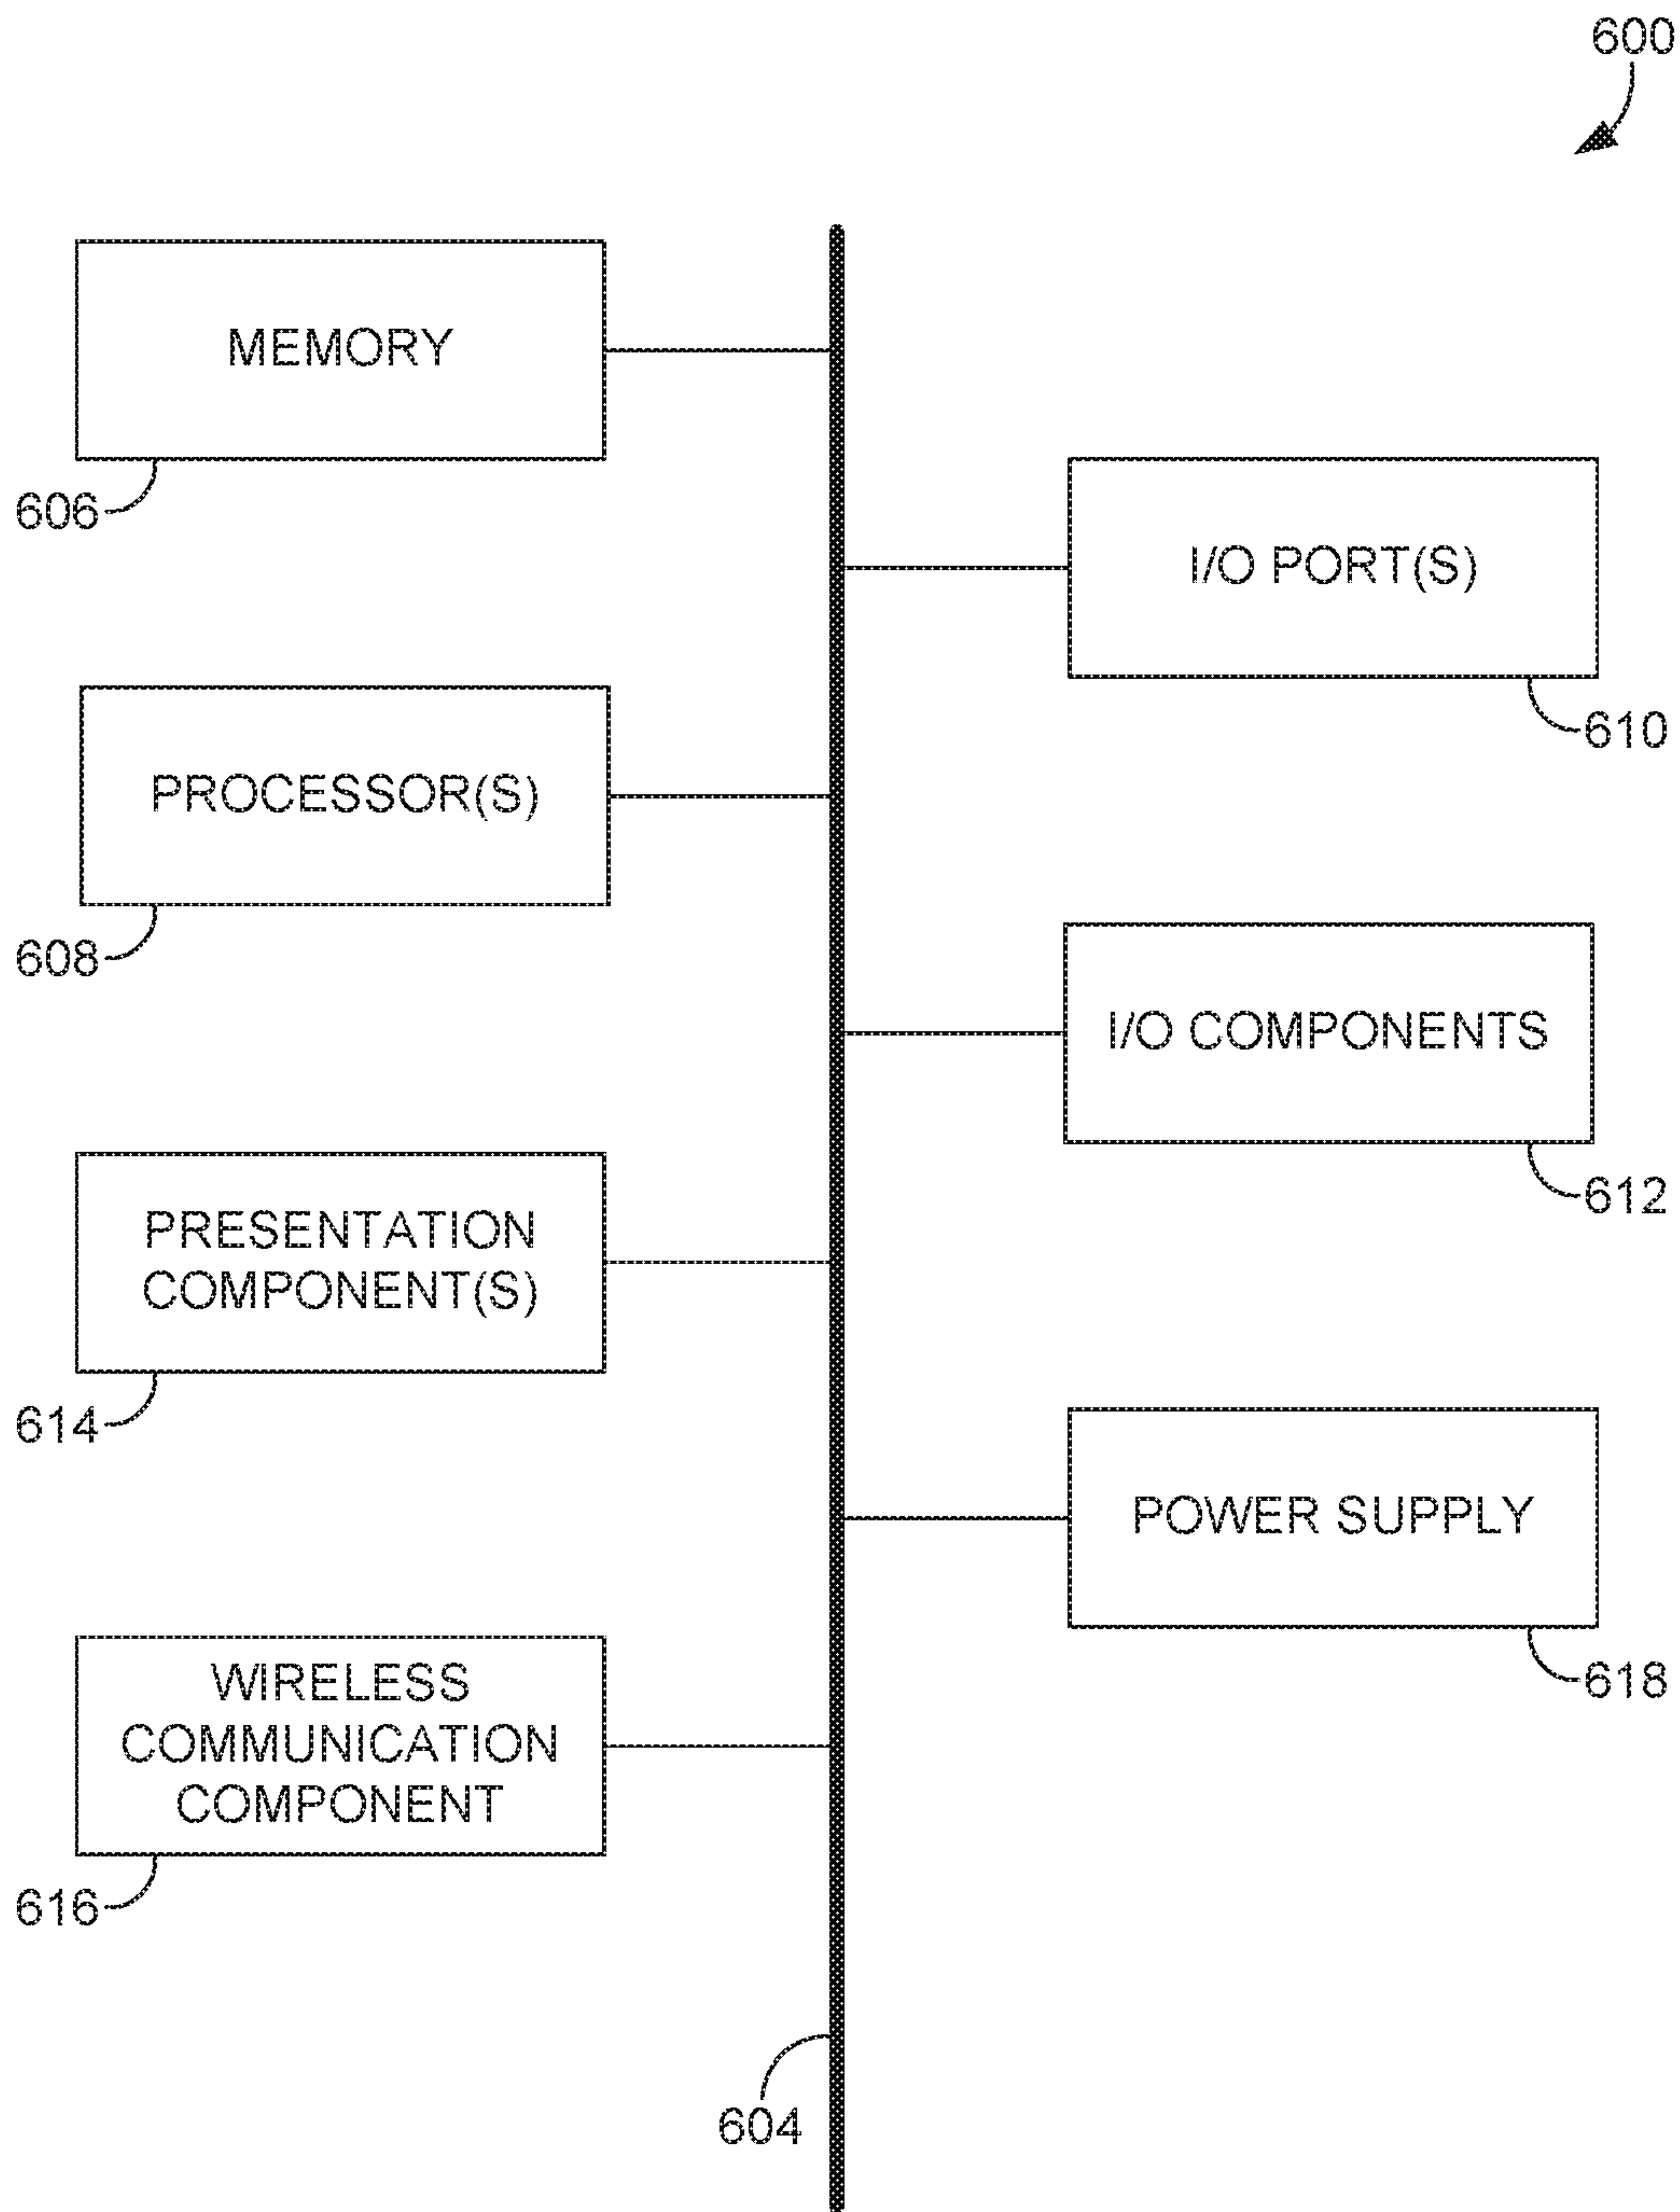 600
MEMORY
606
I/O PORT(S)
610
PROCESSOR(S)
608
I/O COMPONENTS
612
PRESENTATION
COMPONENT(S)
614
POWER SUPPLY
618
WIRELESS
COMMUNICATION
COMPONENT
616
604